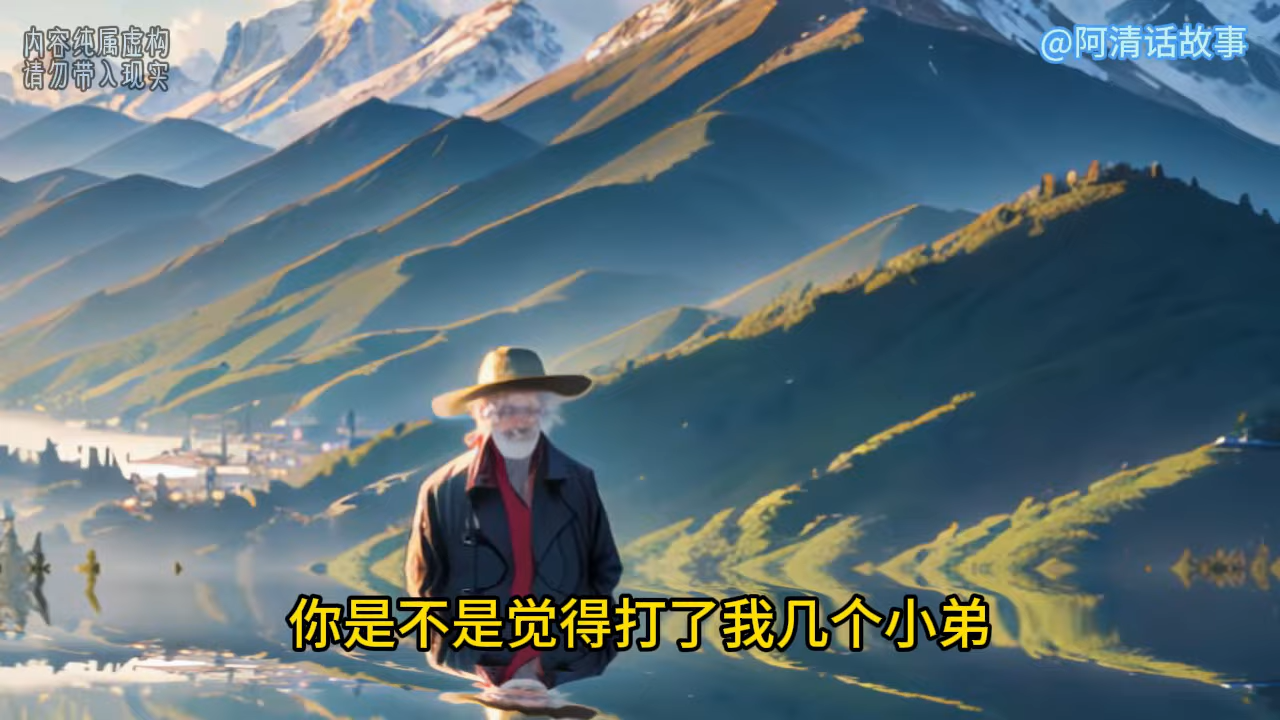 内容纯属虚构
请勿带入现实
@阿清话故事
你是不是觉得打了我几个小弟